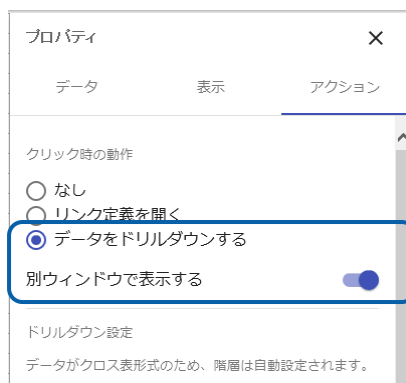 プロパティ
データ 表示 アクション
クリック時の動作
なし
リンク定義を開く
データをドリルダウンする
別ウィンドウで表示する
ドリルダウン設定
データがクロス表形式のため、階層は自動設定されます。